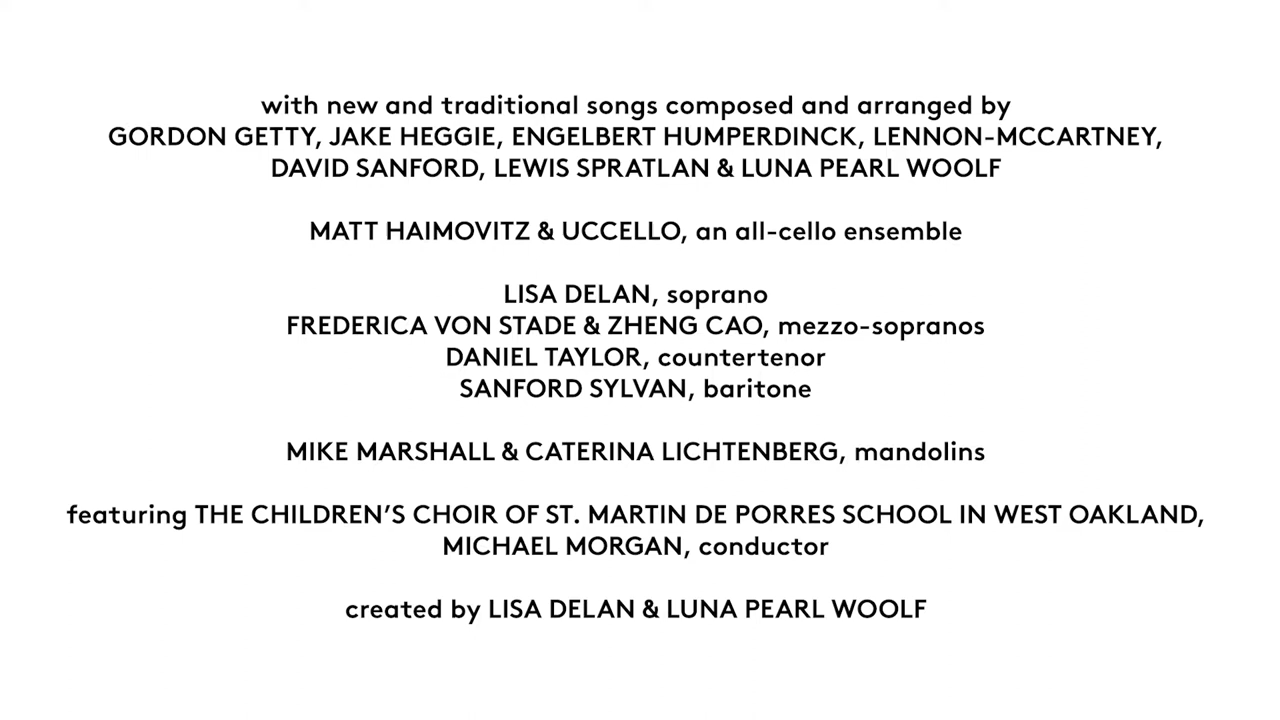 with new and traditional songs composed and arranged by
GORDON GETTY, JAKE HEGGIE, ENGELBERT HUMPERDINCK, LENNON-MCCARTNEY,
DAVID SANFORD, LEWIS SPRATLAN & LUNA PEARL WOOLF
MATT HAIMOVITZ & UCCELLO, an all-cello ensemble
LISA DELAN, soprano
FREDERICA VON STADE & ZHENG CAO, mezzo-sopranos
DANIEL TAYLOR, countertenor
SANFORD SYLVAN, baritone
MIKE MARSHALL & CATERINA LICHTENBERG, mandolins
featuring THE CHILDREN’S CHOIR OF ST. MARTIN DE PORRES SCHOOL IN WEST OAKLAND,
MICHAEL MORGAN, conductor
created by LISA DELAN & LUNA PEARL WOOLF